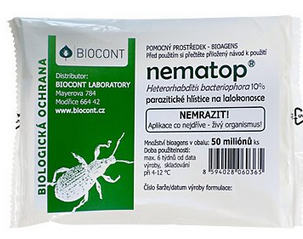 BIOLOGICKÁ OCHRANA
BIOCONT
Distributor:
BIOCONT LABORATORY
Mayerova 784
Modřice 664 42
www.biocont.cz
POMOCNÝ PROSTŘEDEK - BIOAGENS
Před použitím si přečtěte přiložený návod k použití
nematop®
Heterorhabditis bacteriophora 10%
parazitické hlístice na lalokonosce
NEMRAZIT!
Aplikace co nejdříve - živý organismus!
Množství bioagens v obalu: 50 miliónů ks
Doba použitelnosti:
max. 6 týdnů od data
výroby, skladování
při 4-12 °C
8 594028 060363
Číslo šarže/datum výroby formulace: